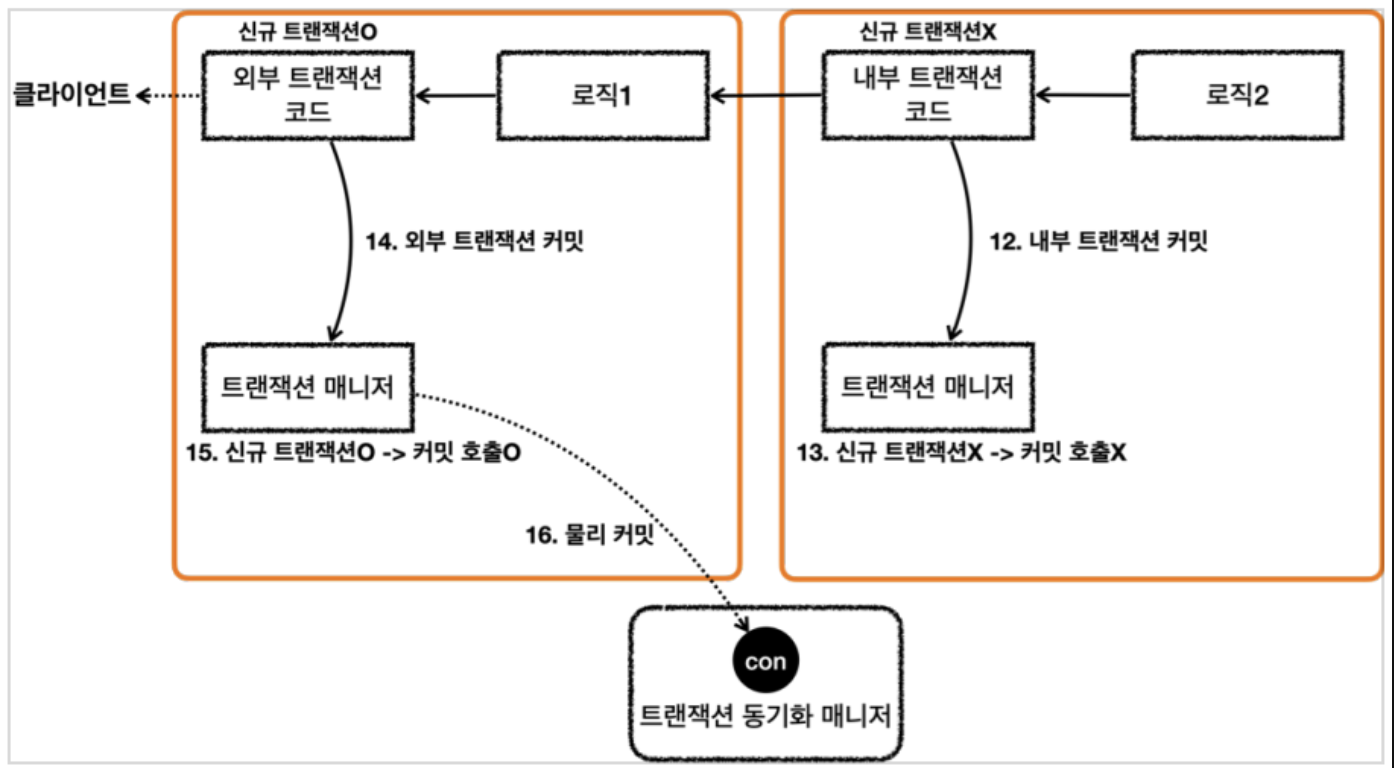 신규 트랜잭션O
신규 트랜잭션X
클라이언트
외부 트랜잭션
코드
로직1
내부 트랜잭션
코드
로직2
14. 외부 트랜잭션 커밋
12. 내부 트랜잭션 커밋
트랜잭션 매니저
트랜잭션 매니저
15. 신규 트랜잭션O -> 커밋 호출O
13. 신규 트랜잭션X -> 커밋 호출X
16. 물리 커밋
con
트랜잭션 동기화 매니저